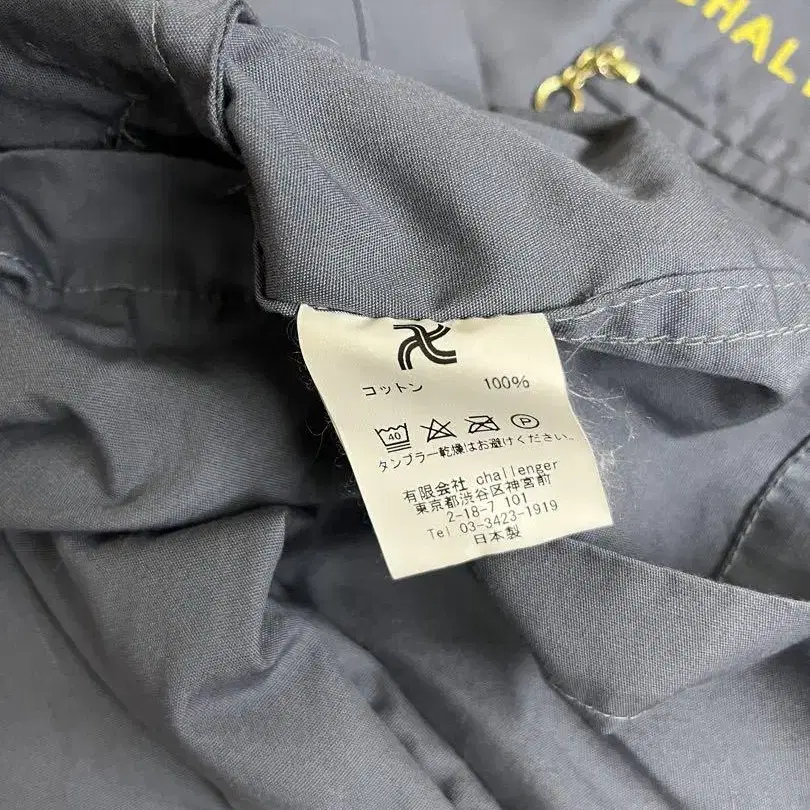 CHAL
コットン 100%
40
P
タンブラー乾燥はお避けください。
有限会社 challenger
東京都渋谷区神宮前
2-18-7 101
Tel 03-3423-1919
日本製